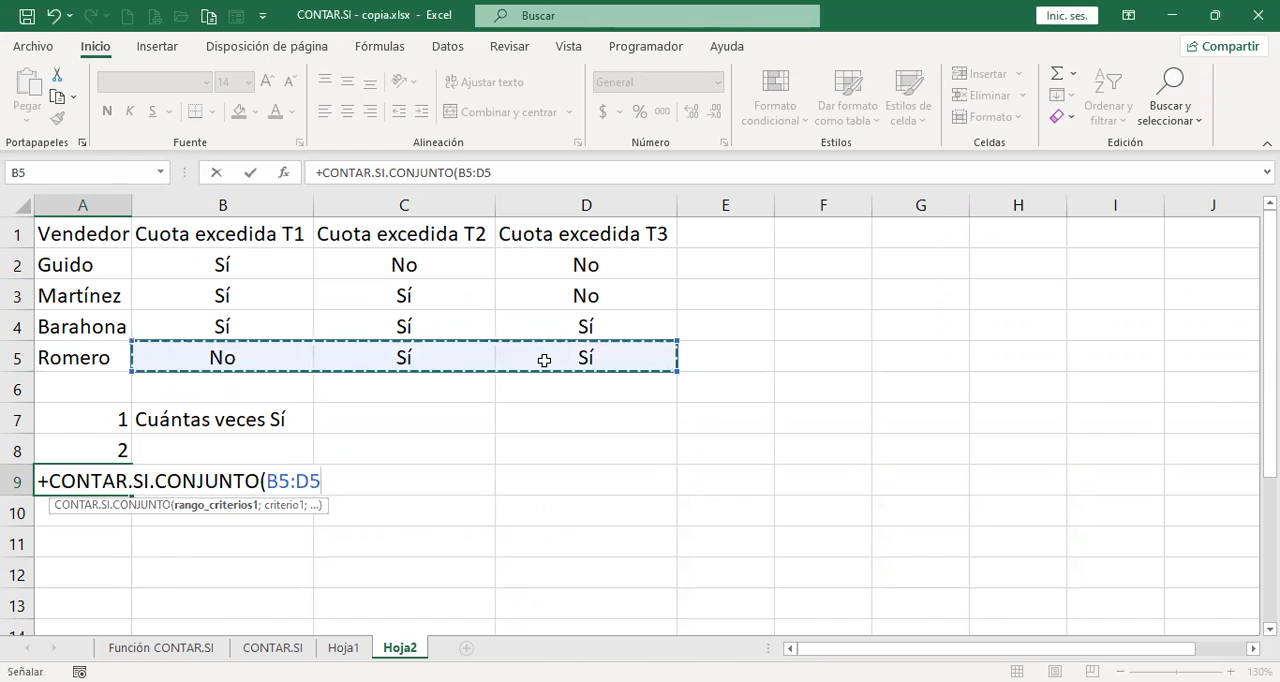 CONTAR.SI - copia.xlsx - Excel
Buscar
Inic. ses.
Archivo Inicio Insertar Disposición de página Fórmulas Datos Revisar Vista Programador Ayuda
Compartir
Pegar
14
Ajustar texto
General
Insertar
N K S
Combinar y centrar
$ % 000
Formato condicional
Dar formato como tabla
Estilos de celda
Eliminar
Formato
Ordenar y filtrar
Buscar y seleccionar
Portapapeles Fuente Alineación Número Estilos Celdas Edición
B5 fx +CONTAR.SI.CONJUNTO(B5:D5
A B C D E F G H I J
1 Vendedor Cuota excedida T1 Cuota excedida T2 Cuota excedida T3
2 Guido Sí No No
3 Martínez Sí Sí No
4 Barahona Sí Sí Sí
5 Romero No Sí Sí
6
7 1 Cuántas veces Sí
8 2
9 +CONTAR.SI.CONJUNTO(B5:D5
CONTAR.SI.CONJUNTO(rango_criterios1; criterio1; ...)
10
11
12
13
14
Función CONTAR.SI CONTAR.SI Hoja1 Hoja2
Señalar 130%